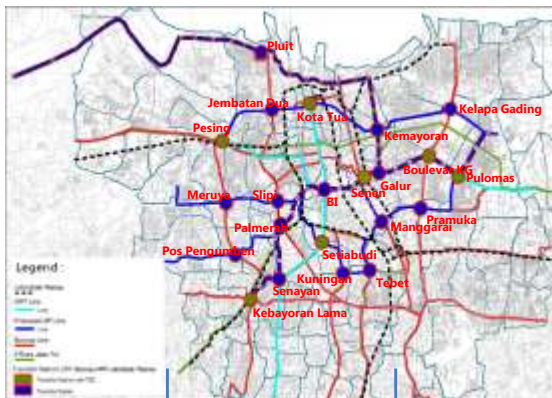 Pluit
Jembatan Dua
Kota Tua
Kelapa Gading
Pesing
Kemayoran
Boulevar KG
Senen
Galur
Pulomas
Meruya
Slipi
BI
Palmerah
Manggarai
Pramuka
Pos Pengumben
Setiabudi
Senayan
Kuningan
Tebet
Kebayoran Lama
Legend :